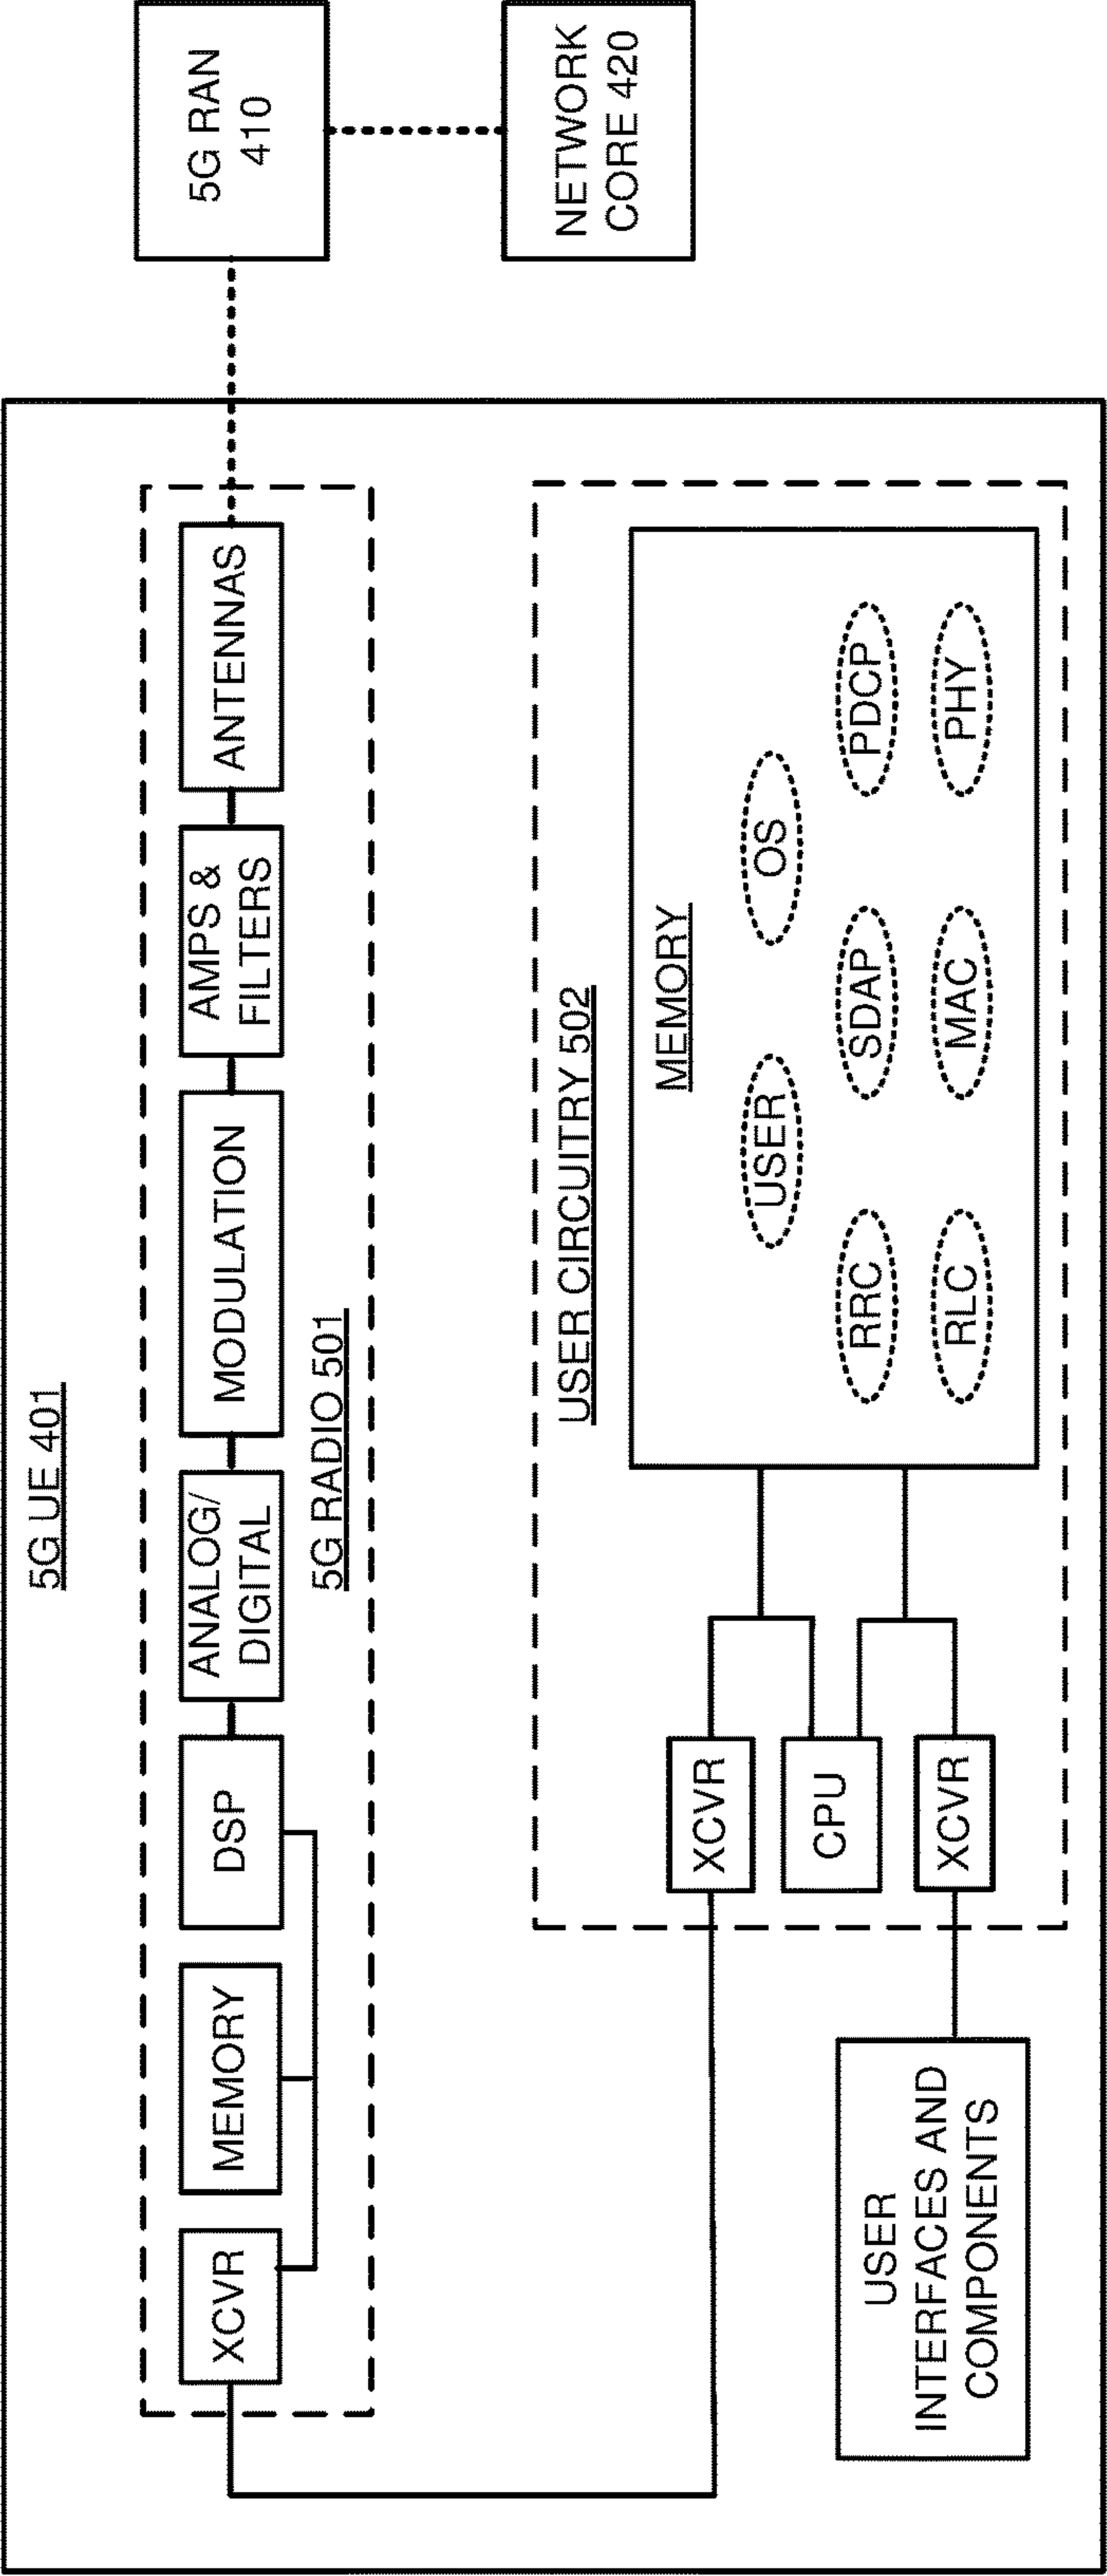 5G UE 401
XCVR
MEMORY
DSP
ANALOG/
DIGITAL
MODULATION
AMPS &
FILTERS
ANTENNAS
5G RAN
410
5G RADIO 501
NETWORK
CORE 420
USER CIRCUITRY 502
XCVR
CPU
XCVR
MEMORY
USER
OS
RRC
SDAP
PDCP
RLC
MAC
PHY
USER
INTERFACES AND
COMPONENTS